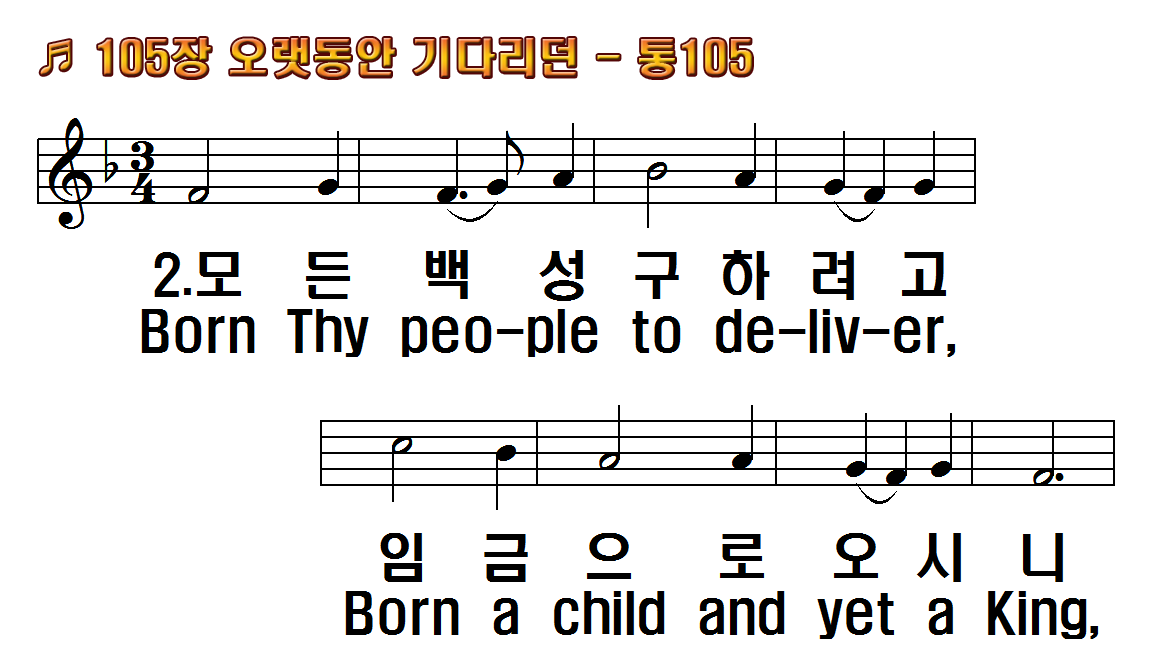 ♬ 105장 오랫동안 기다리던 - 통105
2.모 든 백 성 구 하 려 고
Born Thy peo-ple to de-liv-er,
임 금 으 로 오 시 니
Born a child and yet a King,